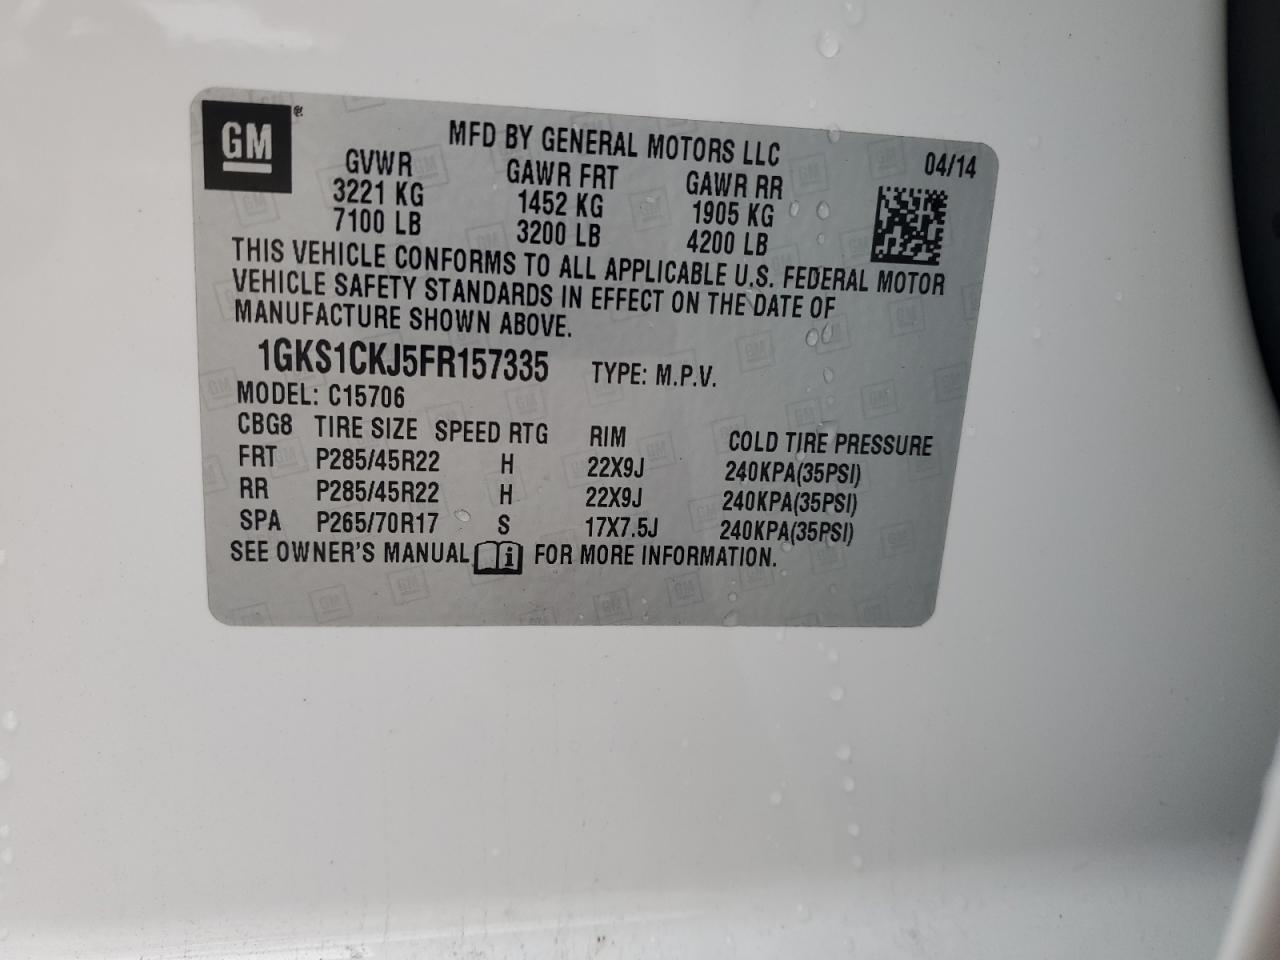 GM ®
MFD BY GENERAL MOTORS LLC 04/14
GVWR GAWR FRT GAWR RR
3221 KG 1452 KG 1905 KG
7100 LB 3200 LB 4200 LB
THIS VEHICLE CONFORMS TO ALL APPLICABLE U.S. FEDERAL MOTOR
VEHICLE SAFETY STANDARDS IN EFFECT ON THE DATE OF
MANUFACTURE SHOWN ABOVE.
1GKS1CKJ5FR157335 TYPE: M.P.V.
MODEL: C15706
CBG8 TIRE SIZE SPEED RTG RIM COLD TIRE PRESSURE
FRT P285/45R22 H 22X9J 240KPA(35PSI)
RR P285/45R22 H 22X9J 240KPA(35PSI)
SPA P265/70R17 S 17X7.5J 240KPA(35PSI)
SEE OWNER'S MANUAL i FOR MORE INFORMATION.